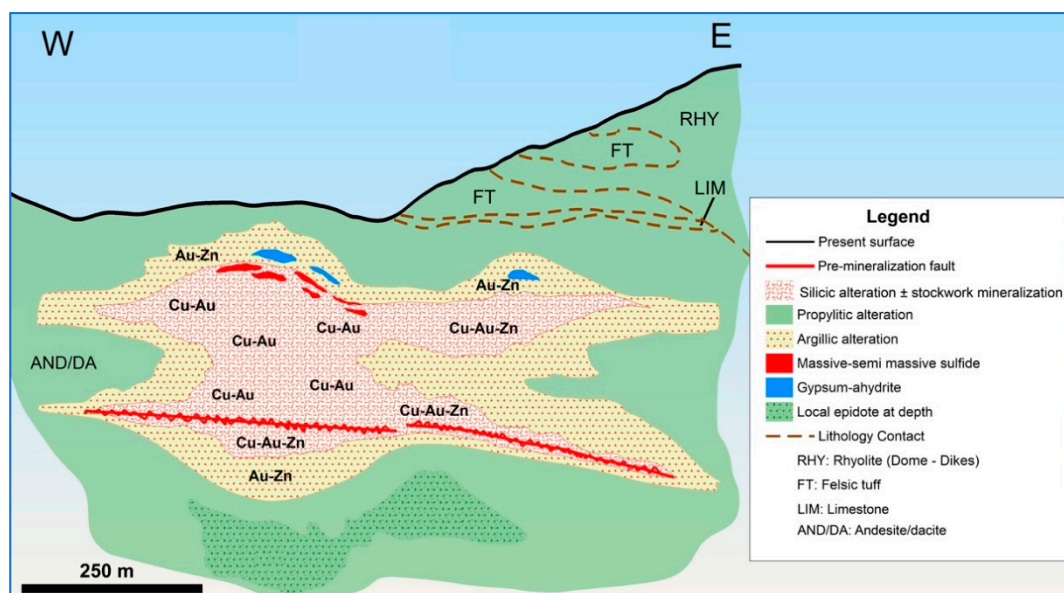 W
E
RHY
FT
FT
LIM
Au-Zn
Au-Zn
Cu-Au
Cu-Au
Cu-Au-Zn
Cu-Au
AND/DA
Cu-Au
Cu-Au
Cu-Au-Zn
Cu-Au-Zn
Au-Zn
250 m
Legend
Present surface
Pre-mineralization fault
Silicic alteration ± stockwork mineralization
Propylitic alteration
Argillic alteration
Massive-semi massive sulfide
Gypsum-ahydrite
Local epidote at depth
Lithology Contact
RHY: Rhyolite (Dome - Dikes)
FT: Felsic tuff
LIM: Limestone
AND/DA: Andesite/dacite